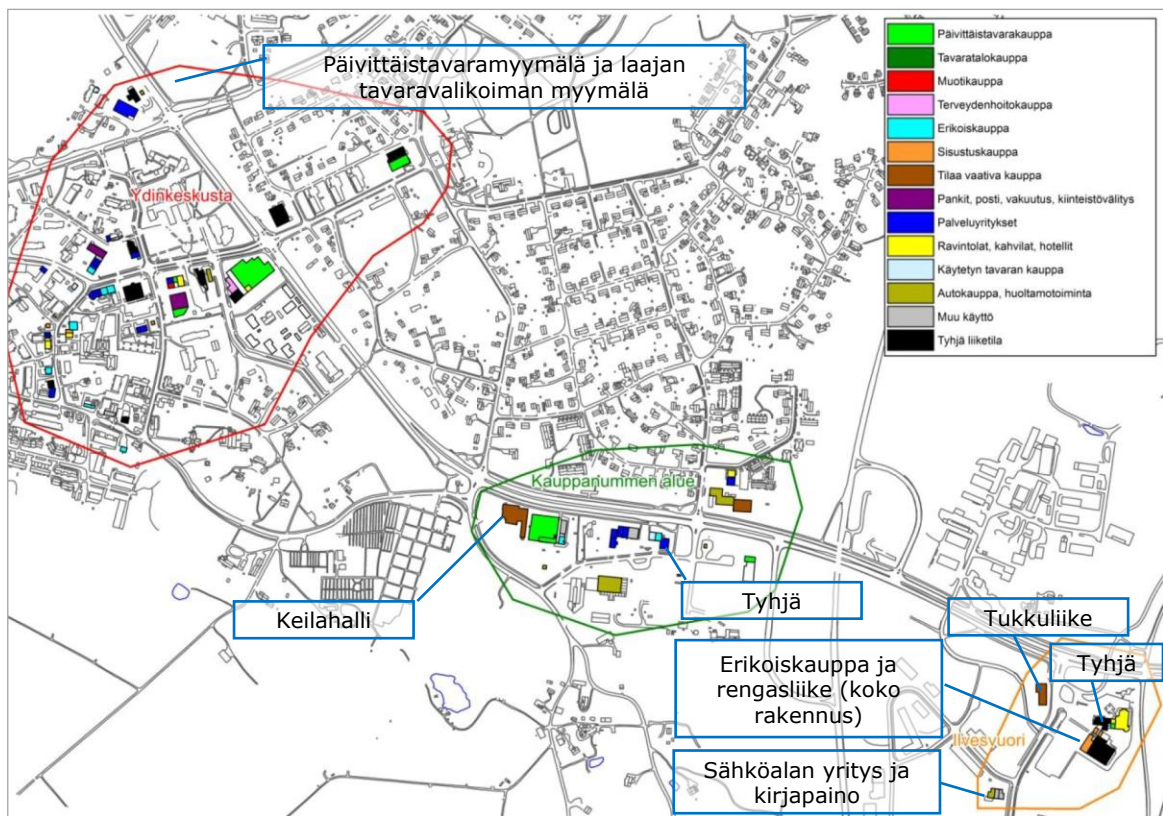 Päivittäistavaramyymälä ja laajan
tavaravalikoiman myymälä
Päivittäistavarakauppa
Tavaratalokauppa
Muotikauppa
Terveydenhoitokauppa
Erikoiskauppa
Sisustuskauppa
Tilaa vaativa kauppa
Pankit, posti, vakuutus, kiinteistövälitys
Palveluyritykset
Ravintolat, kahvilat, hotellit
Käytetyn tavaran kauppa
Autokauppa, huoltamotoiminta
Muu käyttö
Tyhjä liiketila
Ydinkeskusta
Kauppanummen alue
Keilahalli
Tyhjä
Tukkuliike
Tyhjä
Erikoiskauppa ja
rengasliike (koko
rakennus)
Ilvesvuori
Sähköalan yritys ja
kirjapaino